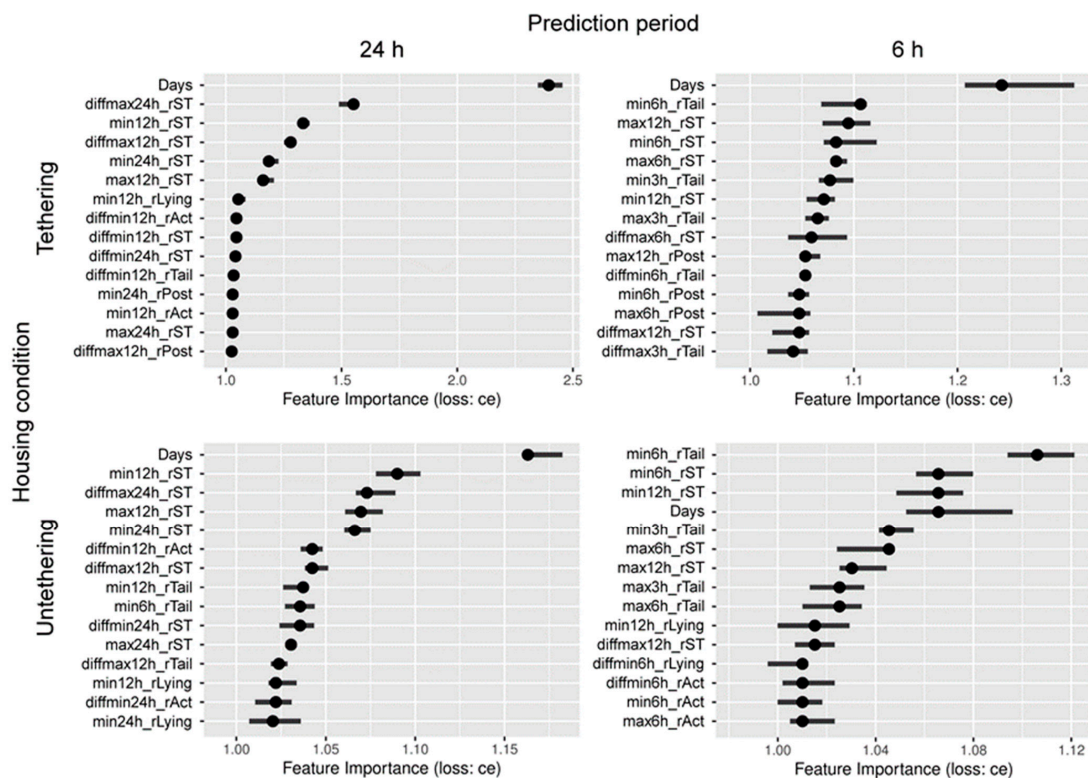 Prediction period
24 h
6 h
Housing condition
Tethering
Days
diffmax24h_rST
min12h_rST
diffmax12h_rST
min24h_rST
max12h_rST
min12h_rLying
diffmin12h_rAct
diffmin12h_rST
diffmin24h_rST
diffmin12h_rTail
min24h_rPost
min12h_rAct
max24h_rST
diffmax12h_rPost
1.0 1.5 2.0 2.5
Feature Importance (loss: ce)
Days
min6h_rTail
max12h_rST
min6h_rST
max6h_rST
min3h_rTail
min12h_rST
max3h_rTail
diffmax6h_rST
max12h_rPost
diffmin6h_rTail
min6h_rPost
max6h_rPost
diffmax12h_rST
diffmax3h_rTail
1.0 1.1 1.2 1.3
Feature Importance (loss: ce)
Untethering
Days
min12h_rST
diffmax24h_rST
max12h_rST
min24h_rST
diffmin12h_rAct
diffmax12h_rST
min12h_rTail
min6h_rTail
diffmin24h_rST
max24h_rST
diffmax12h_rTail
min12h_rLying
diffmin24h_rAct
min24h_rLying
1.00 1.05 1.10 1.15
Feature Importance (loss: ce)
min6h_rTail
min6h_rST
min12h_rST
Days
min3h_rTail
max6h_rST
max12h_rST
max3h_rTail
max6h_rTail
min12h_rLying
diffmax12h_rST
diffmin6h_rLying
diffmin6h_rAct
min6h_rAct
max6h_rAct
1.00 1.04 1.08 1.12
Feature Importance (loss: ce)